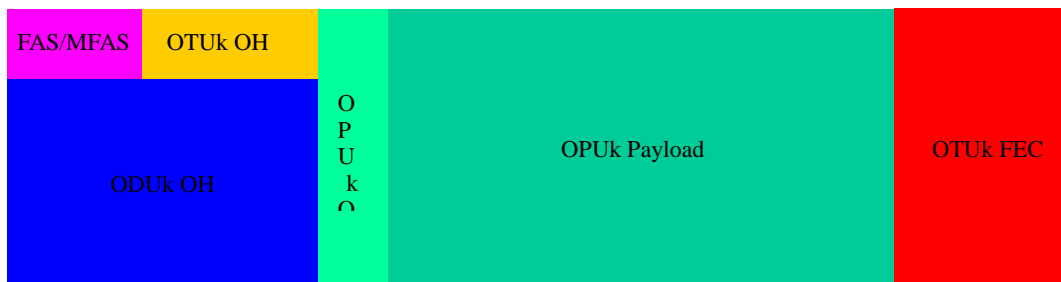 FAS/MFAS
OTUk OH
ODUk OH
O
P
U
k
O
OPUk Payload
OTUk FEC